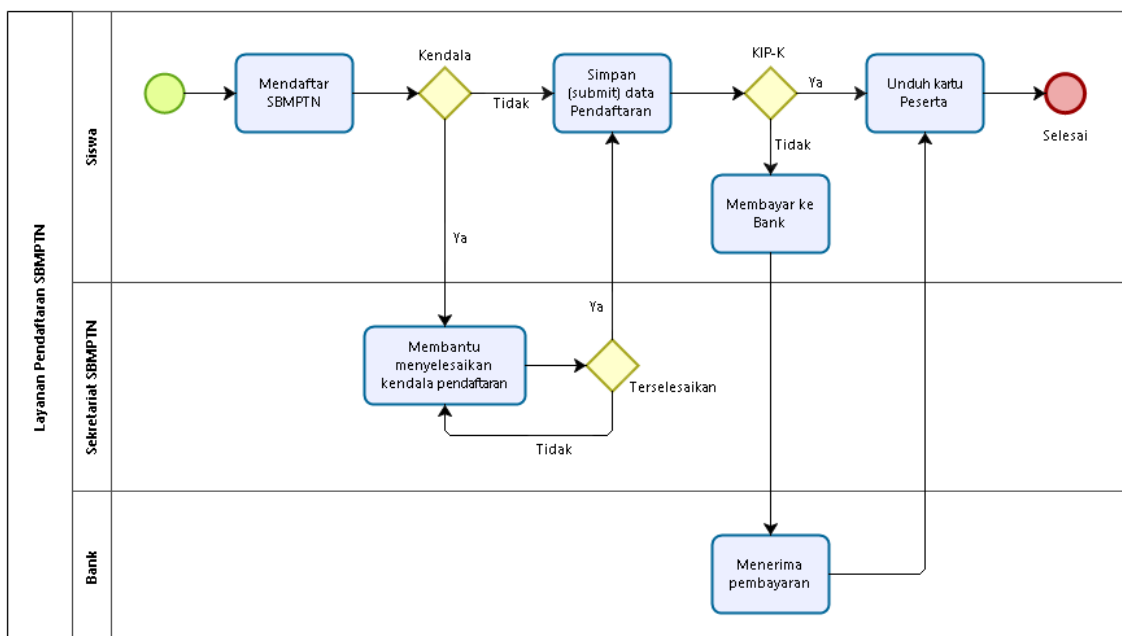 Layanan Pendaftaran SBMPTN
Siswa
Mendaftar
SBMPTN
Kendala
Tidak
Ya
Simpan
(submit) data
Pendaftaran
KIP-K
Ya
Tidak
Unduh kartu
Peserta
Selesai
Membayar ke
Bank
Sekretariat SBMPTN
Membantu
menyelesaikan
kendala pendaftaran
Ya
Terselesaikan
Tidak
Bank
Menerima
pembayaran